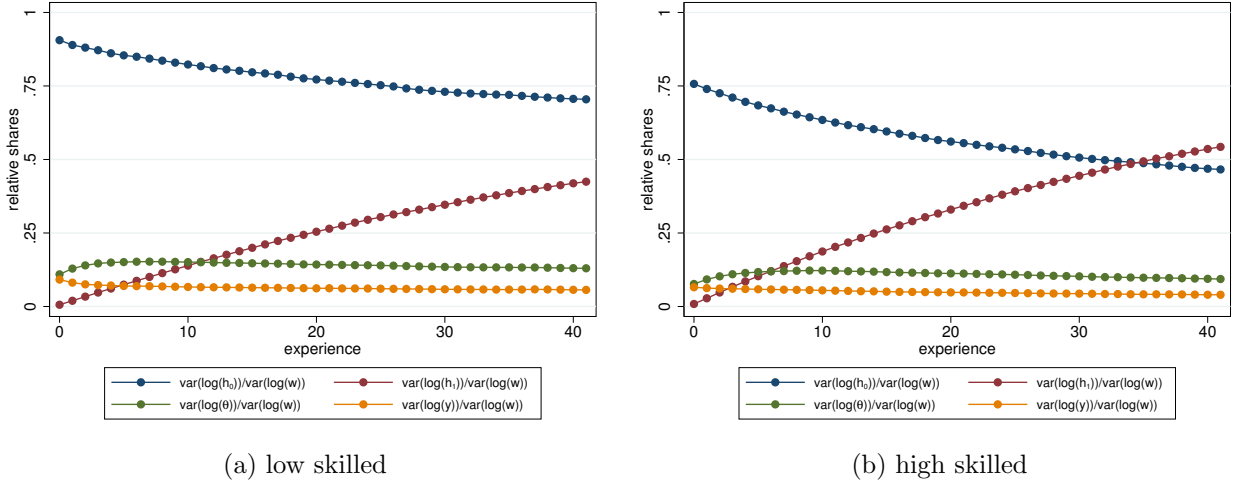 1
.75
.5
.25
0
relative shares
0 10 20 30 40
experience
var(log(h₀))/var(log(w)) var(log(h₁))/var(log(w))
var(log(θ))/var(log(w)) var(log(y))/var(log(w))
(a) low skilled
1
.75
.5
.25
0
relative shares
0 10 20 30 40
experience
var(log(h₀))/var(log(w)) var(log(h₁))/var(log(w))
var(log(θ))/var(log(w)) var(log(y))/var(log(w))
(b) high skilled